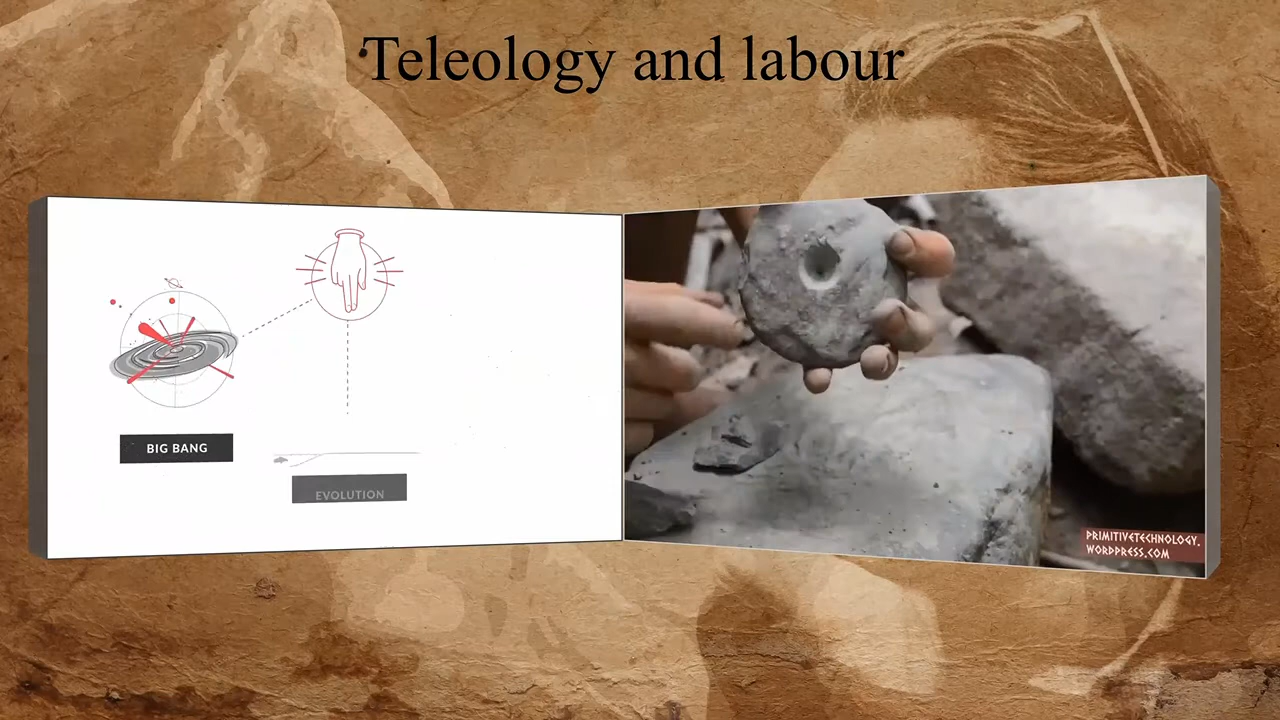 Teleology and labour
BIG BANG
EVOLUTION
PRIMITIVETECHNOLOGY.
WORDPRESS.COM